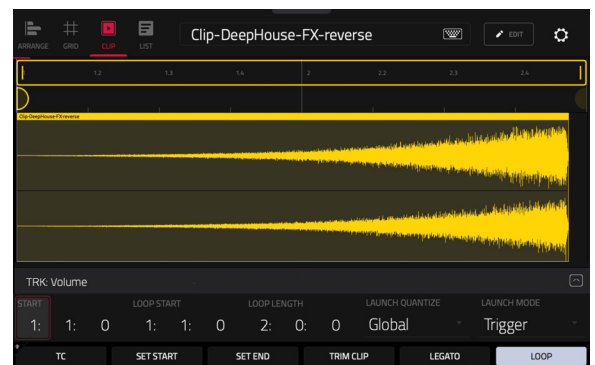 Clip-DeepHouse-FX-reverse
EDIT
ARRANGE GRID CLIP LIST
1 1.2 1.3 1.4 2 2.2 2.3 2.4
Clip-DeepHouse-FX-reverse
TRK: Volume
START LOOP START LOOP LENGTH LAUNCH QUANTIZE LAUNCH MODE
1: 1: 0 1: 1: 0 2: 0: 0 Global Trigger
TC SET START SET END TRIM CLIP LEGATO LOOP